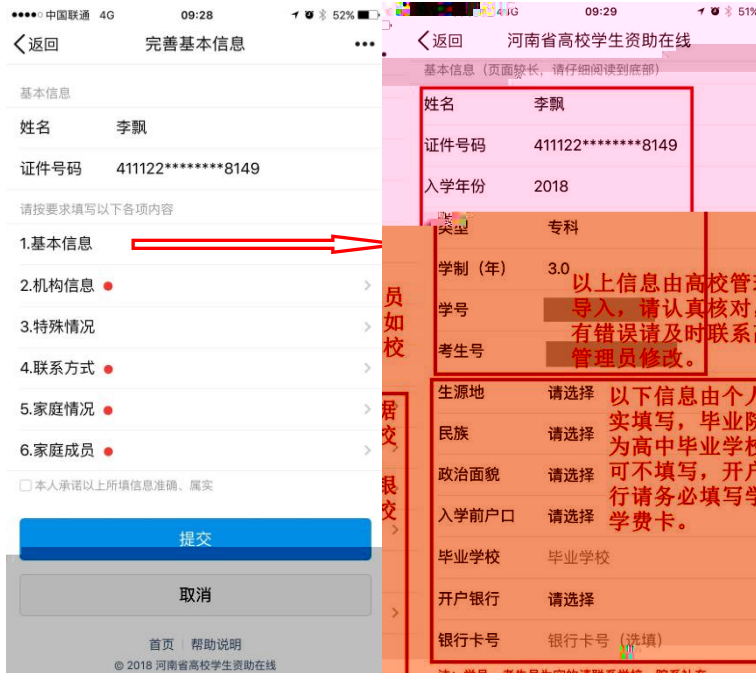 中国联通 4G 09:28 52%
返回 完善基本信息
基本信息
姓名 李飘
证件号码 411122********8149
请按要求填写以下各项内容
1.基本信息
2.机构信息
3.特殊情况
4.联系方式
5.家庭情况
6.家庭成员
本人承诺以上所填信息准确、属实
提交
取消
首页 帮助说明
© 2018 河南省高校学生资助在线
员
如
校
居
交
交
4G 09:29 51%
返回 河南省高校学生资助在线
基本信息（页面较长，请仔细阅读到底部）
姓名 李飘
证件号码 411122********8149
入学年份 2018
类型 专科
学制（年） 3.0
以上信息由高校管
学号
导入，请认真核对，
有错误请及时联系
考生号
管理员修改。
生源地 请选择
以下信息由个人
实填写，毕业院
民族 请选择
为高中毕业学校
政治面貌 请选择
可不填写，开户
行请务必填写学
入学前户口 请选择
学费卡。
毕业学校 毕业学校
开户银行 请选择
银行卡号 银行卡号（选填）